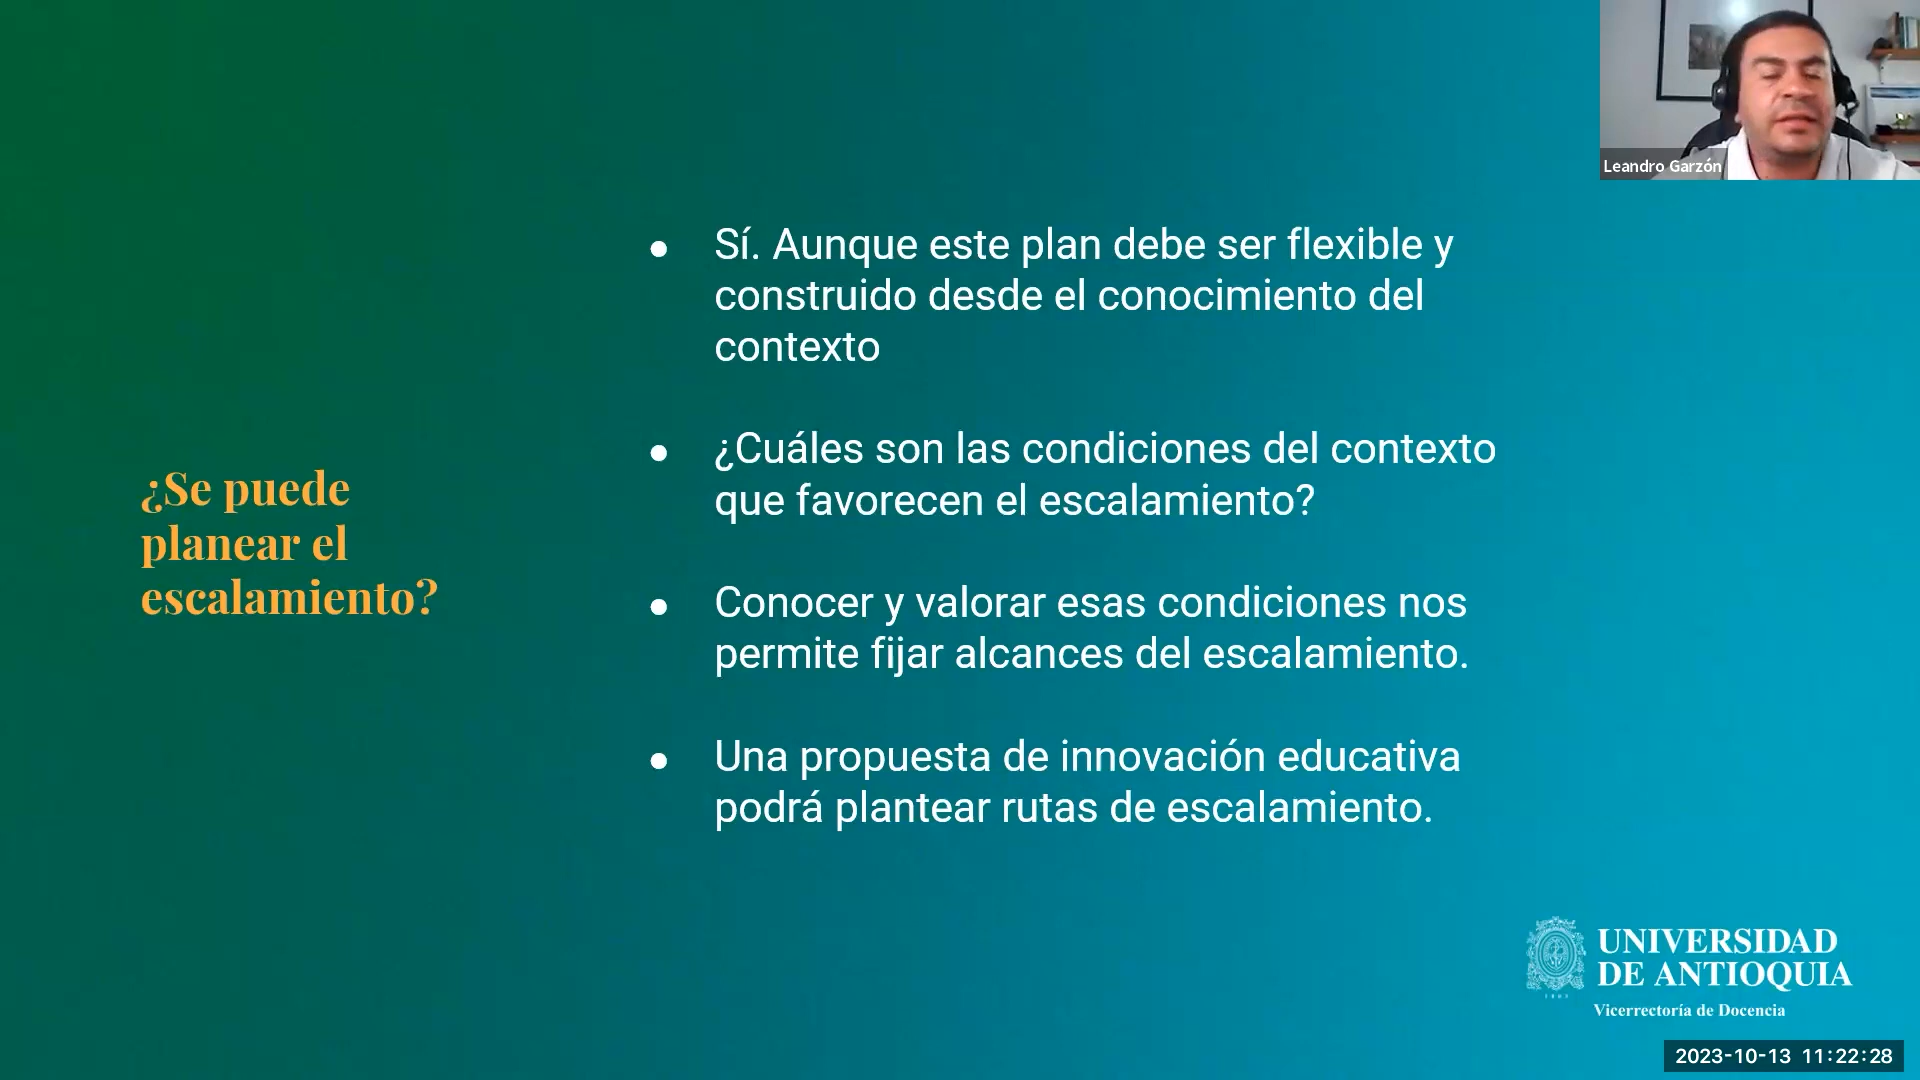 Leandro Garzón
¿Se puede
planear el
escalamiento?
● Sí. Aunque este plan debe ser flexible y
construido desde el conocimiento del
contexto
● ¿Cuáles son las condiciones del contexto
que favorecen el escalamiento?
● Conocer y valorar esas condiciones nos
permite fijar alcances del escalamiento.
● Una propuesta de innovación educativa
podrá plantear rutas de escalamiento.
UNIVERSIDAD
DE ANTIOQUIA
1803
Vicerrectoría de Docencia
2023-10-13 11:22:28